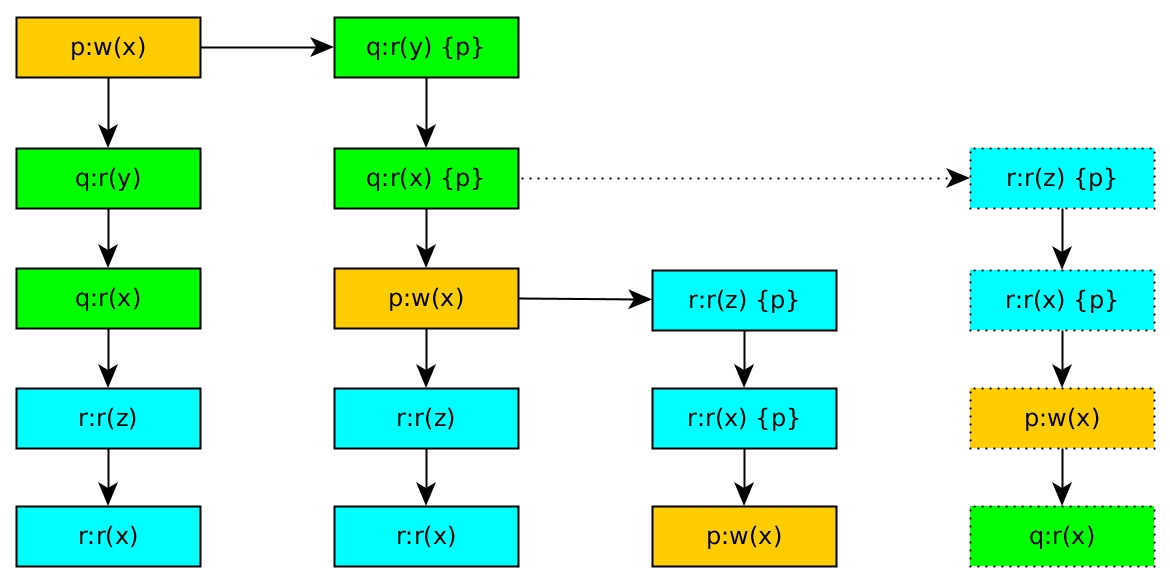 p:w(x)
q:r(y) {p}
q:r(y)
q:r(x) {p}
r:r(z) {p}
q:r(x)
p:w(x)
r:r(z) {p}
r:r(x) {p}
r:r(z)
r:r(z)
r:r(x) {p}
p:w(x)
r:r(x)
r:r(x)
p:w(x)
q:r(x)